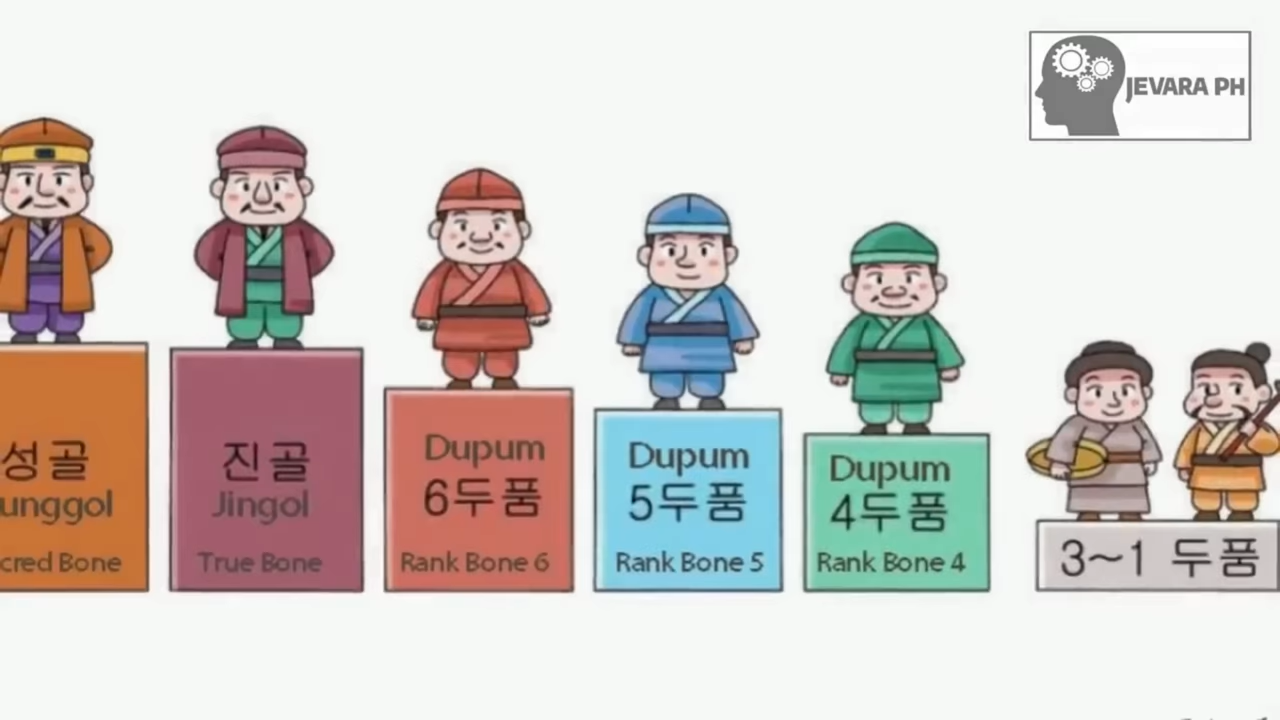 JEVARA PH
성골
unggol
cred Bone
진골
Jingol
True Bone
Dupum
6두품
Rank Bone 6
Dupum
5두품
Rank Bone 5
Dupum
4두품
Rank Bone 4
3~1 두품